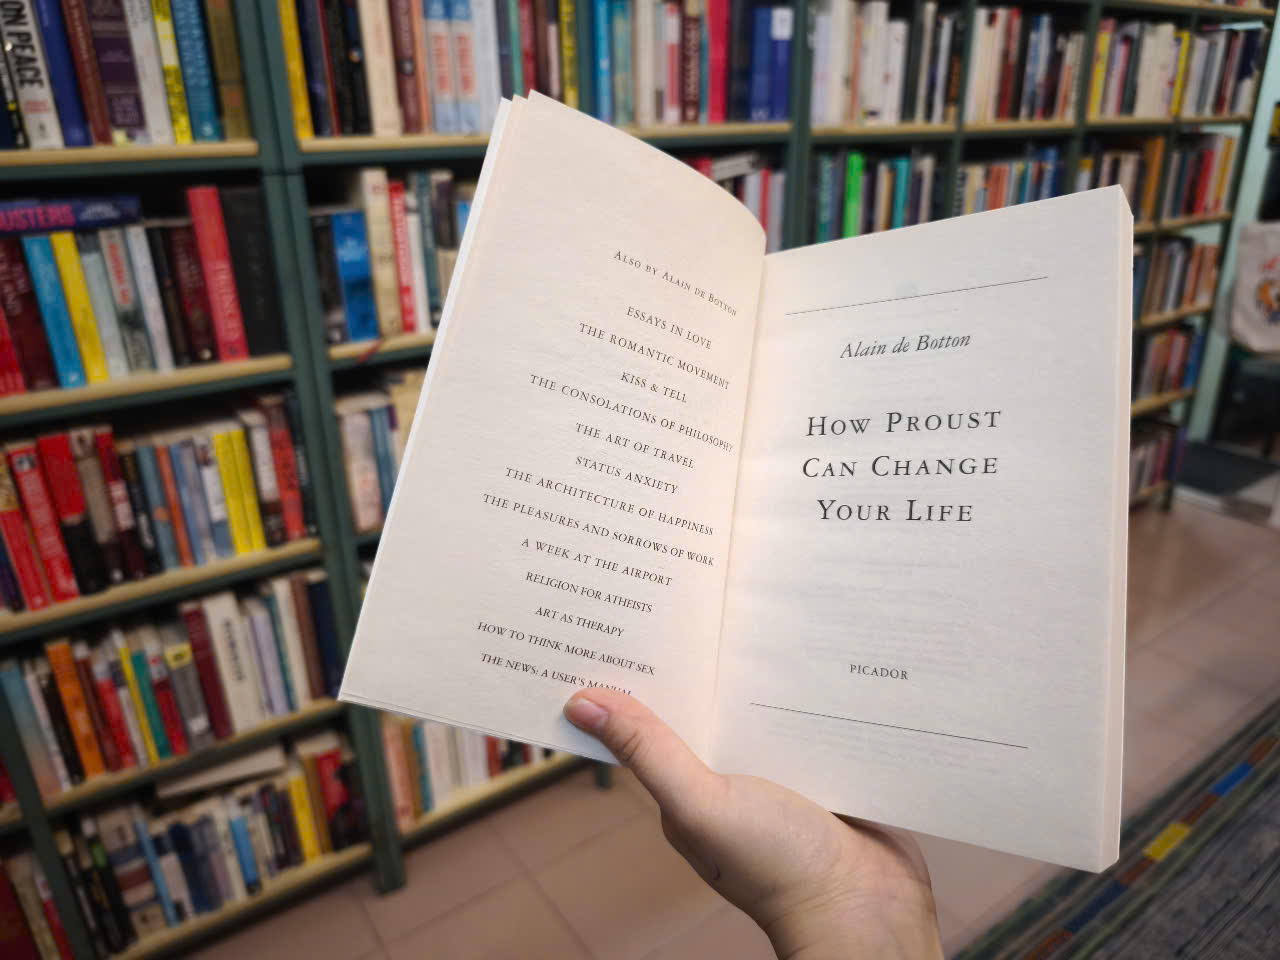 ALSO BY ALAIN DE BOTTON
ESSAYS IN LOVE
THE ROMANTIC MOVEMENT
KISS & TELL
THE CONSOLATIONS OF PHILOSOPHY
THE ART OF TRAVEL
STATUS ANXIETY
THE ARCHITECTURE OF HAPPINESS
THE PLEASURES AND SORROWS OF WORK
A WEEK AT THE AIRPORT
RELIGION FOR ATHEISTS
ART AS THERAPY
HOW TO THINK MORE ABOUT SEX
THE NEWS: A USER'S MANUAL
Alain de Botton
HOW PROUST
CAN CHANGE
YOUR LIFE
PICADOR
ON PEACE